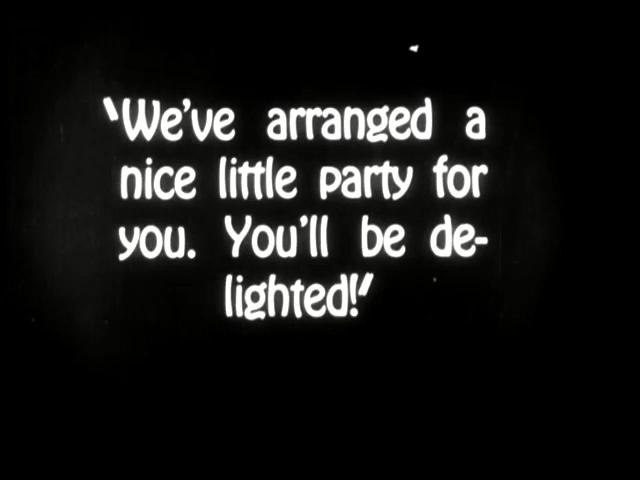 "We've arranged a
nice little party for
you. You'll be de-
lighted!"